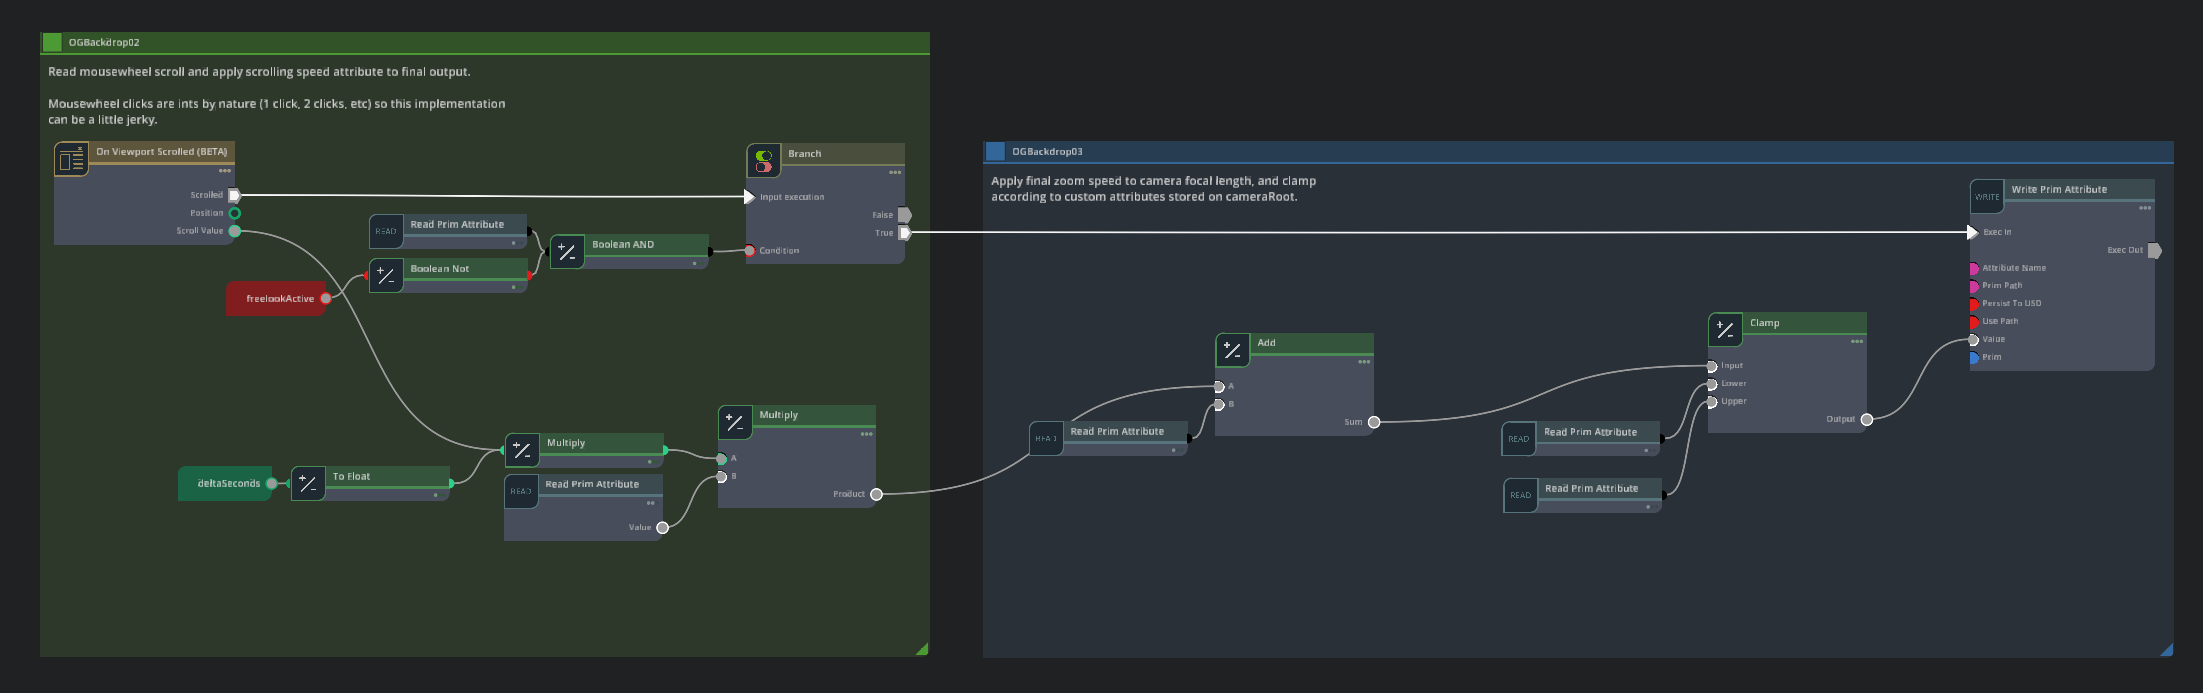 OGBackdrop02
Read mousewheel scroll and apply scrolling speed attribute to final output.
Mousewheel clicks are ints by nature (1 click, 2 clicks, etc) so this implementation
can be a little jerky.
On Viewport Scrolled (BETA)
Scrolled
Position
Scroll Value
freelookActive
READ
Read Prim Attribute
Boolean Not
Boolean AND
Branch
Input execution
False
True
Condition
deltaSeconds
To Float
Multiply
READ
Read Prim Attribute
Value
Multiply
A
B
Product
OGBackdrop03
Apply final zoom speed to camera focal length, and clamp
according to custom attributes stored on cameraRoot.
READ
Read Prim Attribute
Add
A
B
Sum
READ
Read Prim Attribute
READ
Read Prim Attribute
Clamp
Input
Lower
Upper
Output
WRITE
Write Prim Attribute
Exec In
Exec Out
Attribute Name
Prim Path
Persist To USD
Use Path
Value
Prim